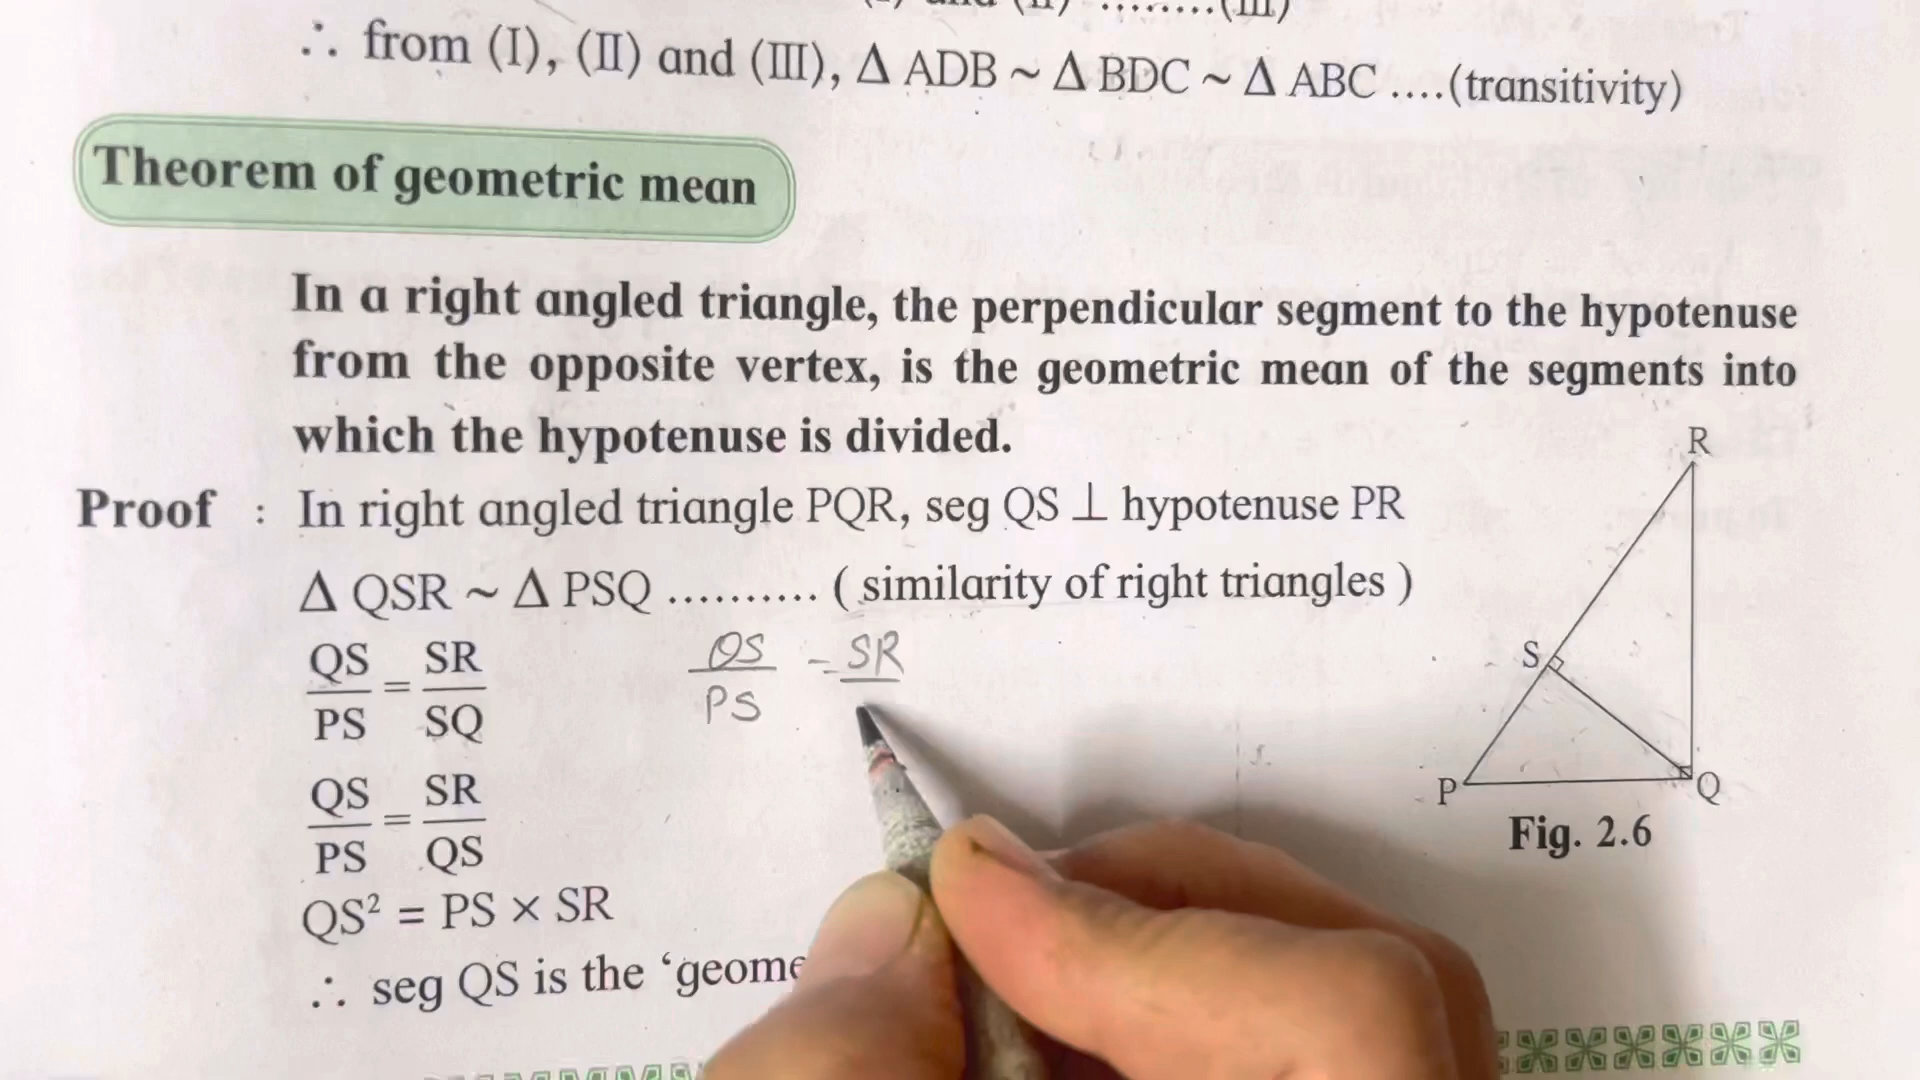 (II) ........(III)
∴ from (I), (II) and (III), Δ ADB ~ Δ BDC ~ Δ ABC ....(transitivity)
Theorem of geometric mean
In a right angled triangle, the perpendicular segment to the hypotenuse
from the opposite vertex, is the geometric mean of the segments into
which the hypotenuse is divided.
Proof : In right angled triangle PQR, seg QS ⊥ hypotenuse PR
Δ QSR ~ Δ PSQ .......... ( similarity of right triangles )
QS/PS = SR/SQ
QS/PS = SR/
QS/PS = SR/QS
QS² = PS × SR
∴ seg QS is the
R
S
P
Q
Fig. 2.6